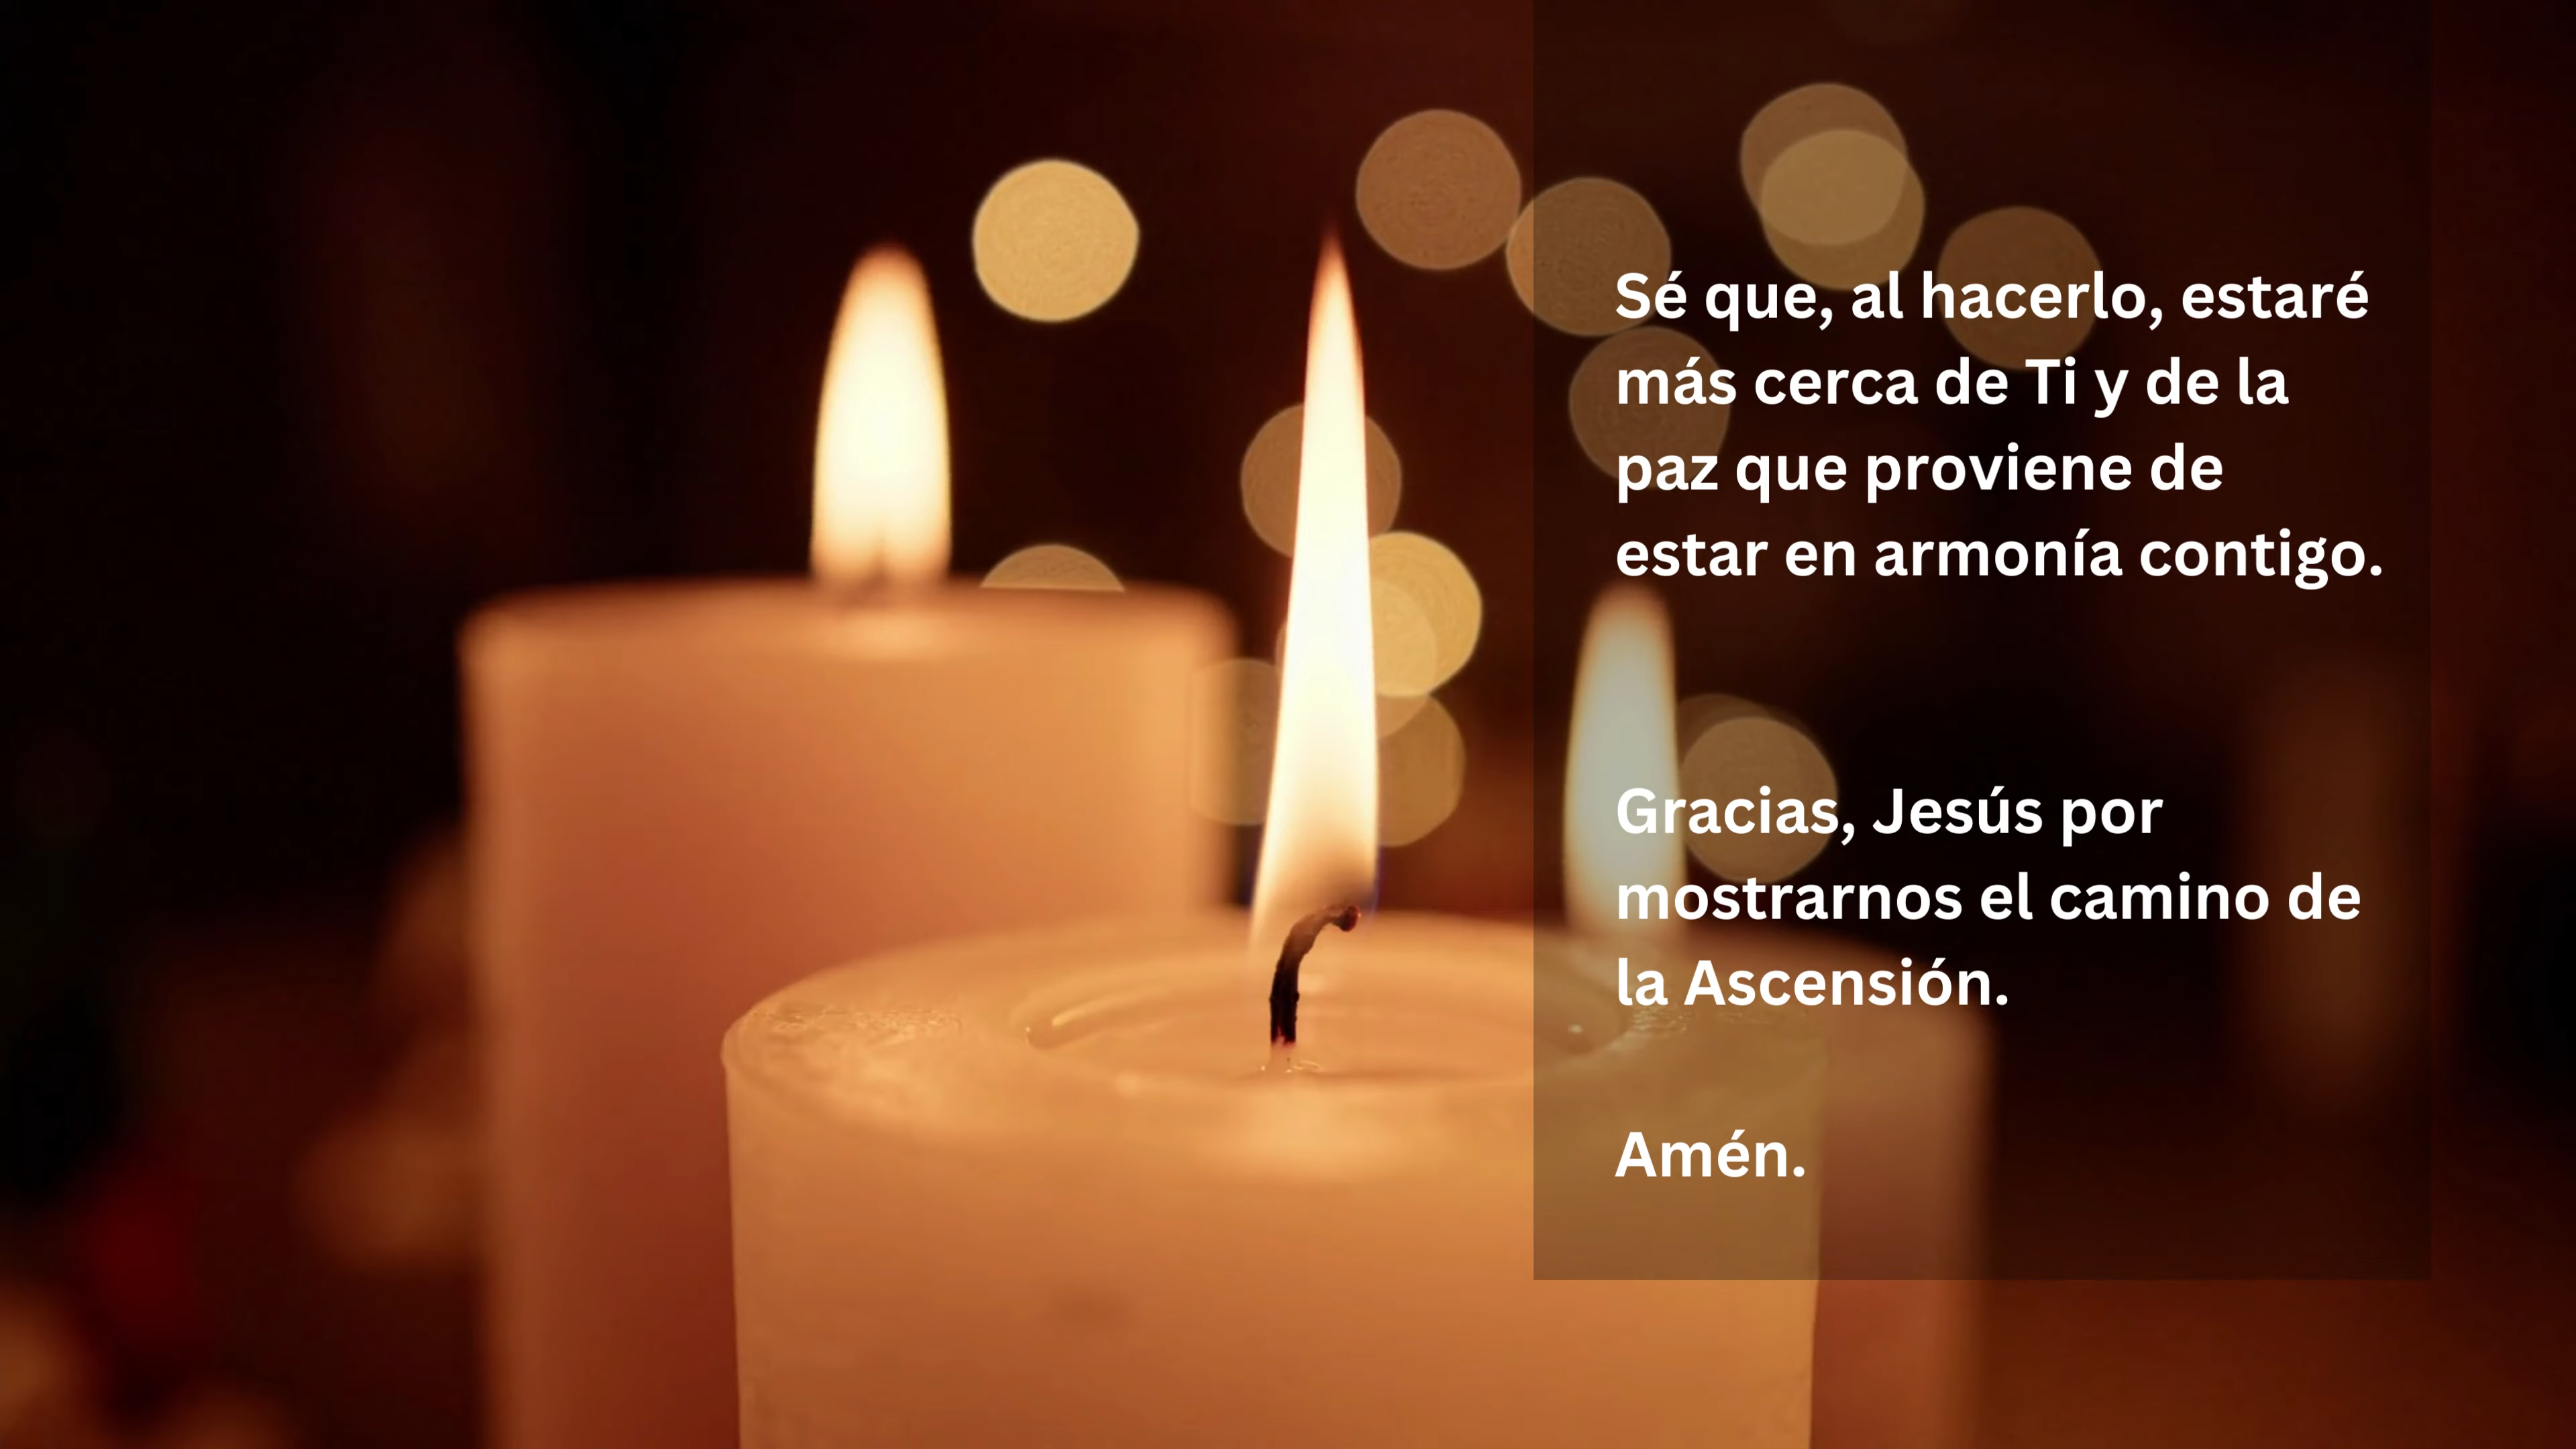 Sé que, al hacerlo, estaré
más cerca de Ti y de la
paz que proviene de
estar en armonía contigo.
Gracias, Jesús por
mostrarnos el camino de
la Ascensión.
Amén.